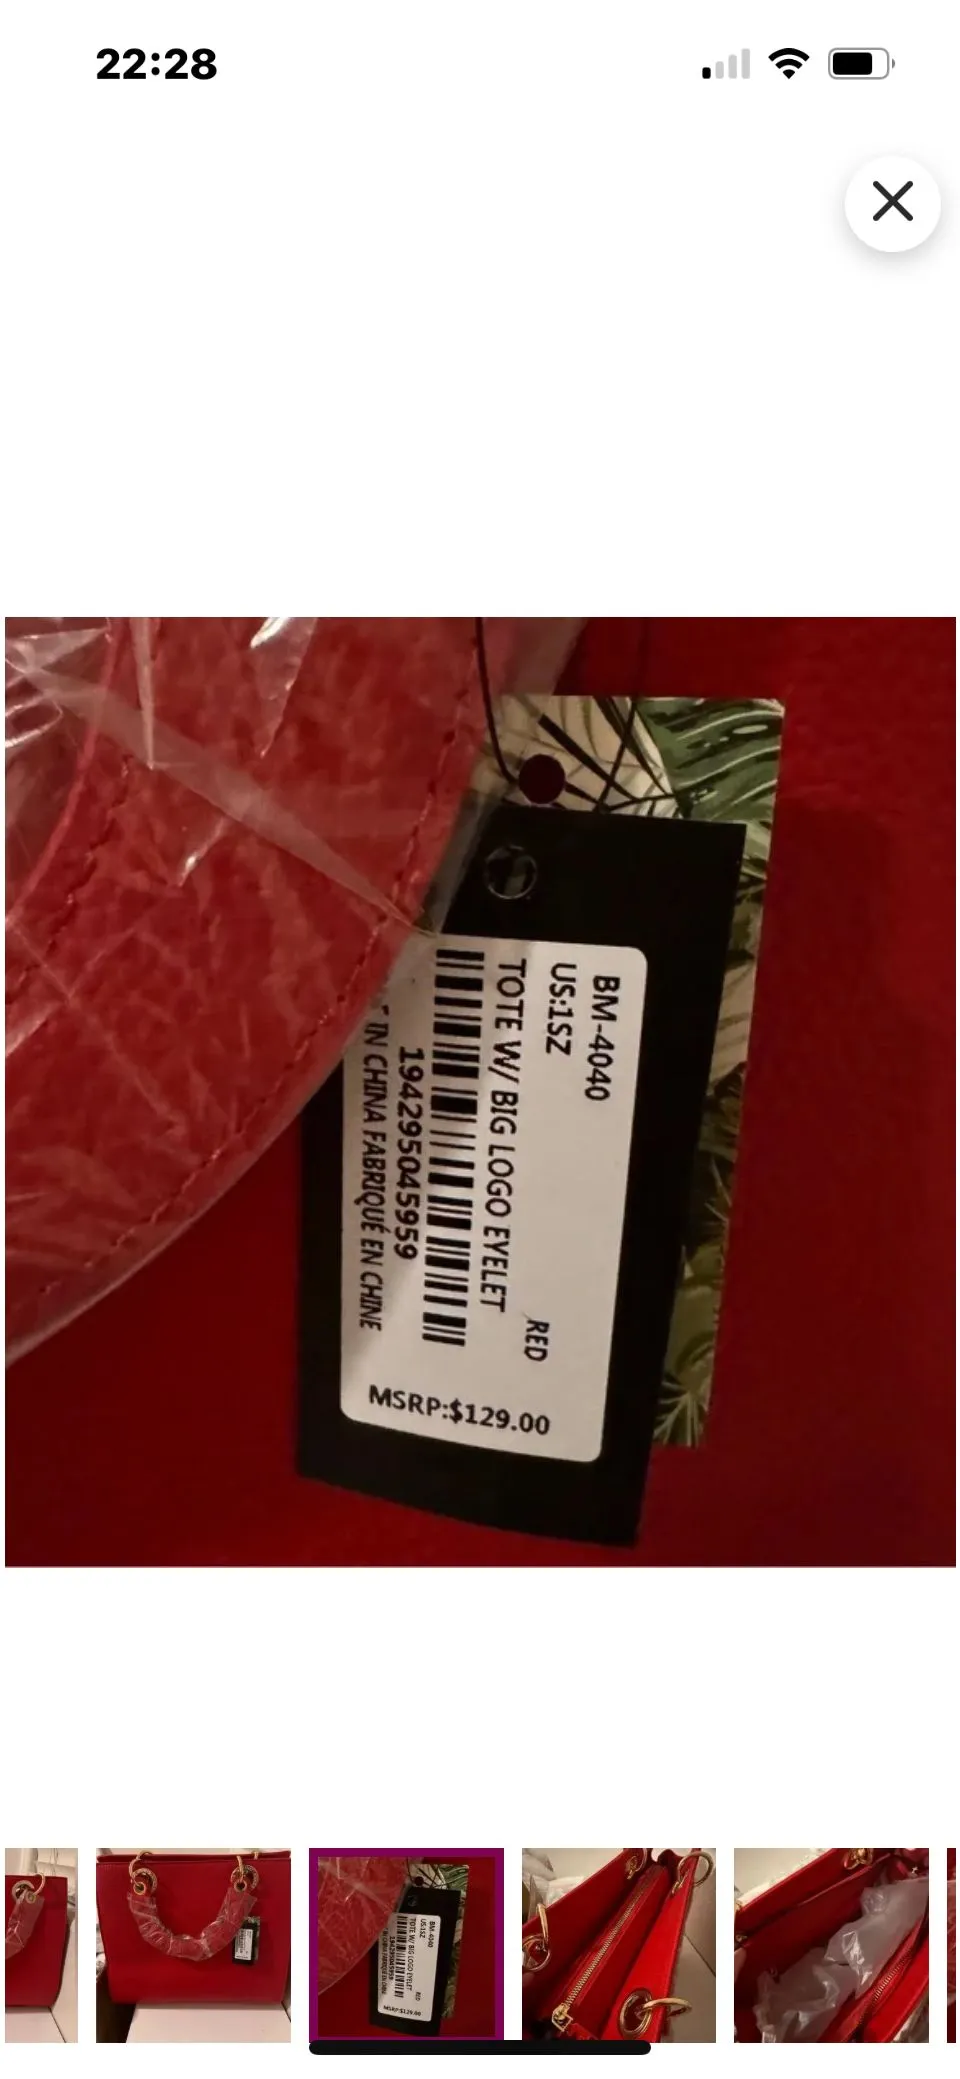 22:28
BM-4040
US:1SZ
RED
TOTE W/ BIG LOGO EYELET
194295045959
IN CHINA FABRIQUÉ EN CHINE
MSRP:$129.00